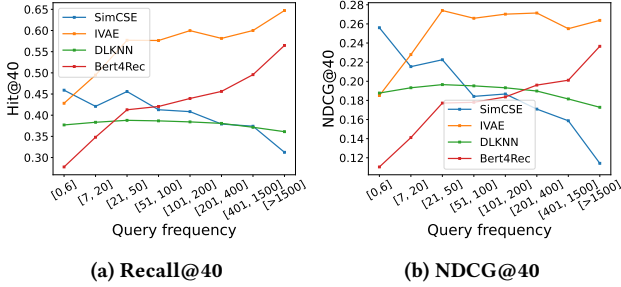 Hit@40
0.65
0.60
0.55
0.50
0.45
0.40
0.35
0.30
SimCSE
IVAE
DLKNN
Bert4Rec
[0,6]
[7, 20]
[21, 50]
[51, 100]
[101, 200]
[201, 400]
[401, 1500]
[>1500]
Query frequency
(a) Recall@40
NDCG@40
0.28
0.26
0.24
0.22
0.20
0.18
0.16
0.14
0.12
SimCSE
IVAE
DLKNN
Bert4Rec
[0,6]
[7, 20]
[21, 50]
[51, 100]
[101, 200]
[201, 400]
[401, 1500]
[>1500]
Query frequency
(b) NDCG@40